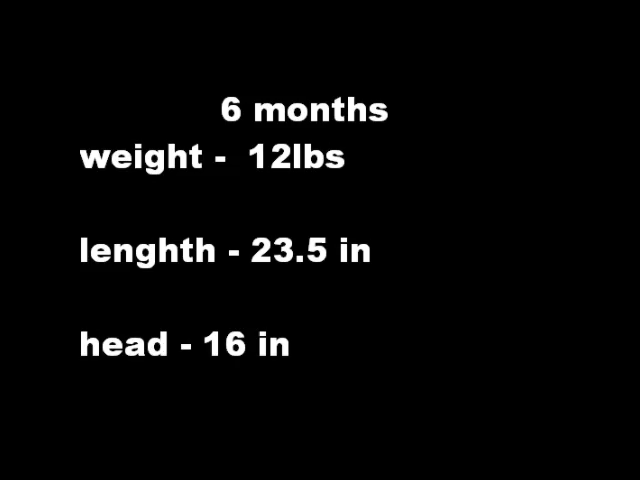 6 months
weight - 12lbs
lenghth - 23.5 in
head - 16 in